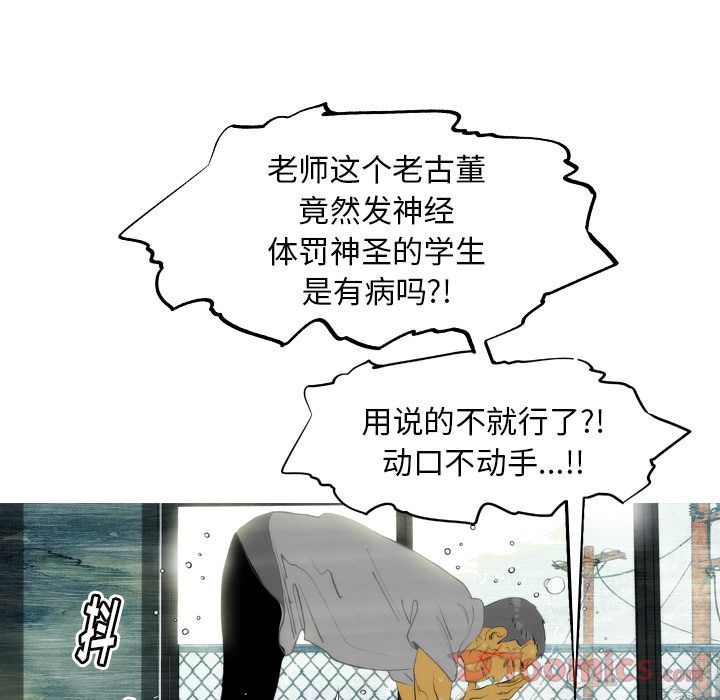 老师这个老古董
竟然发神经
体罚神圣的学生
是有病吗?!
用说的不就行了?!
动口不动手...!!
抖
Toomics.com